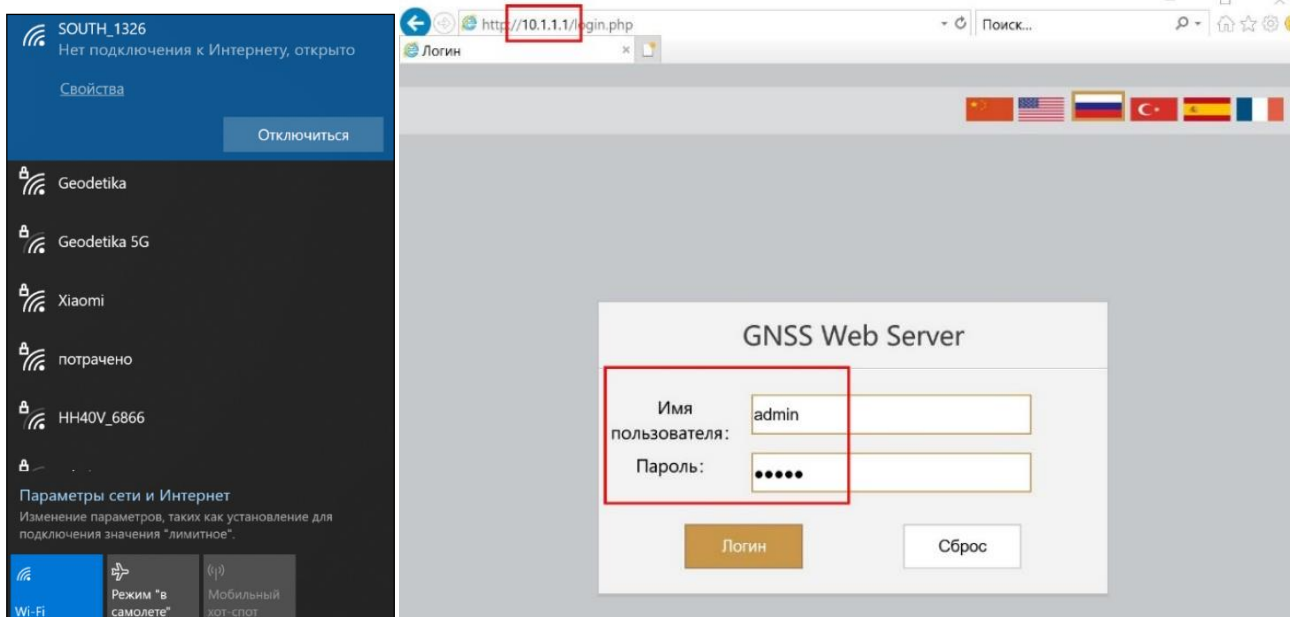 SOUTH_1326
Нет подключения к Интернету, открыто
Свойства
Отключиться
Geodetika
Geodetika 5G
Xiaomi
потрачено
HH40V_6866
Параметры сети и Интернет
Изменение параметров, таких как установление для
подключения значения "лимитное".
Wi-Fi
Режим "в
самолете"
Мобильный
хот-спот
http://10.1.1.1/login.php
Поиск...
Логин
GNSS Web Server
Имя
пользователя:
admin
Пароль:
•••••
Логин
Сброс